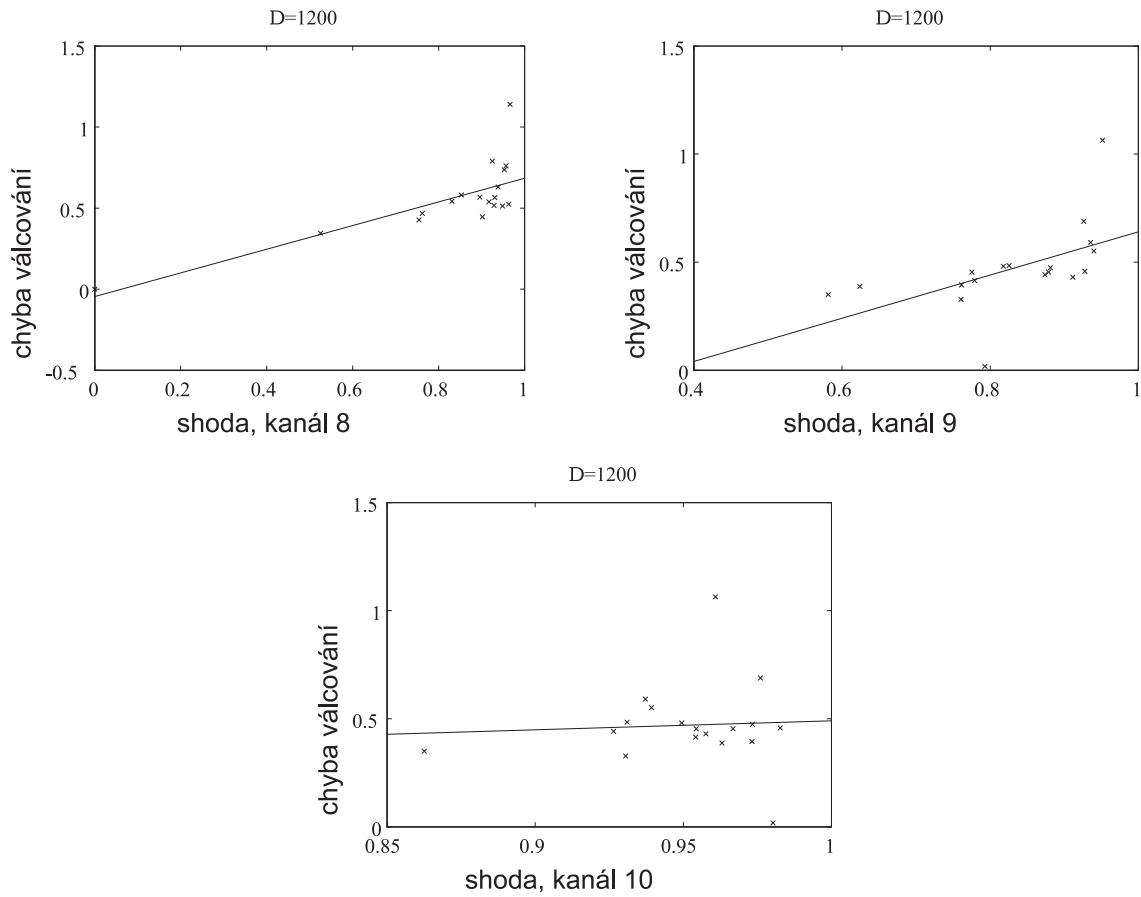 D=1200
1.5
1
0.5
0
-0.5
0 0.2 0.4 0.6 0.8 1
chyba válcování
shoda, kanál 8
D=1200
1.5
1
0.5
0
0.4 0.6 0.8 1
chyba válcování
shoda, kanál 9
D=1200
1.5
1
0.5
0
0.85 0.9 0.95 1
chyba válcování
shoda, kanál 10